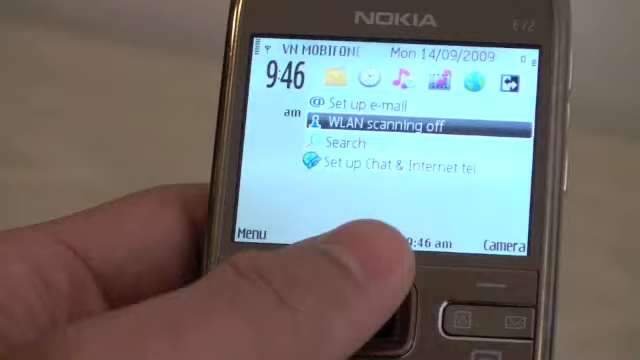 NOKIA E72
VN MOBIFONE Mon 14/09/2009
9:46
am
@ Set up e-mail
WLAN scanning off
Search
Set up Chat & Internet tel
Menu 9:46 am Camera